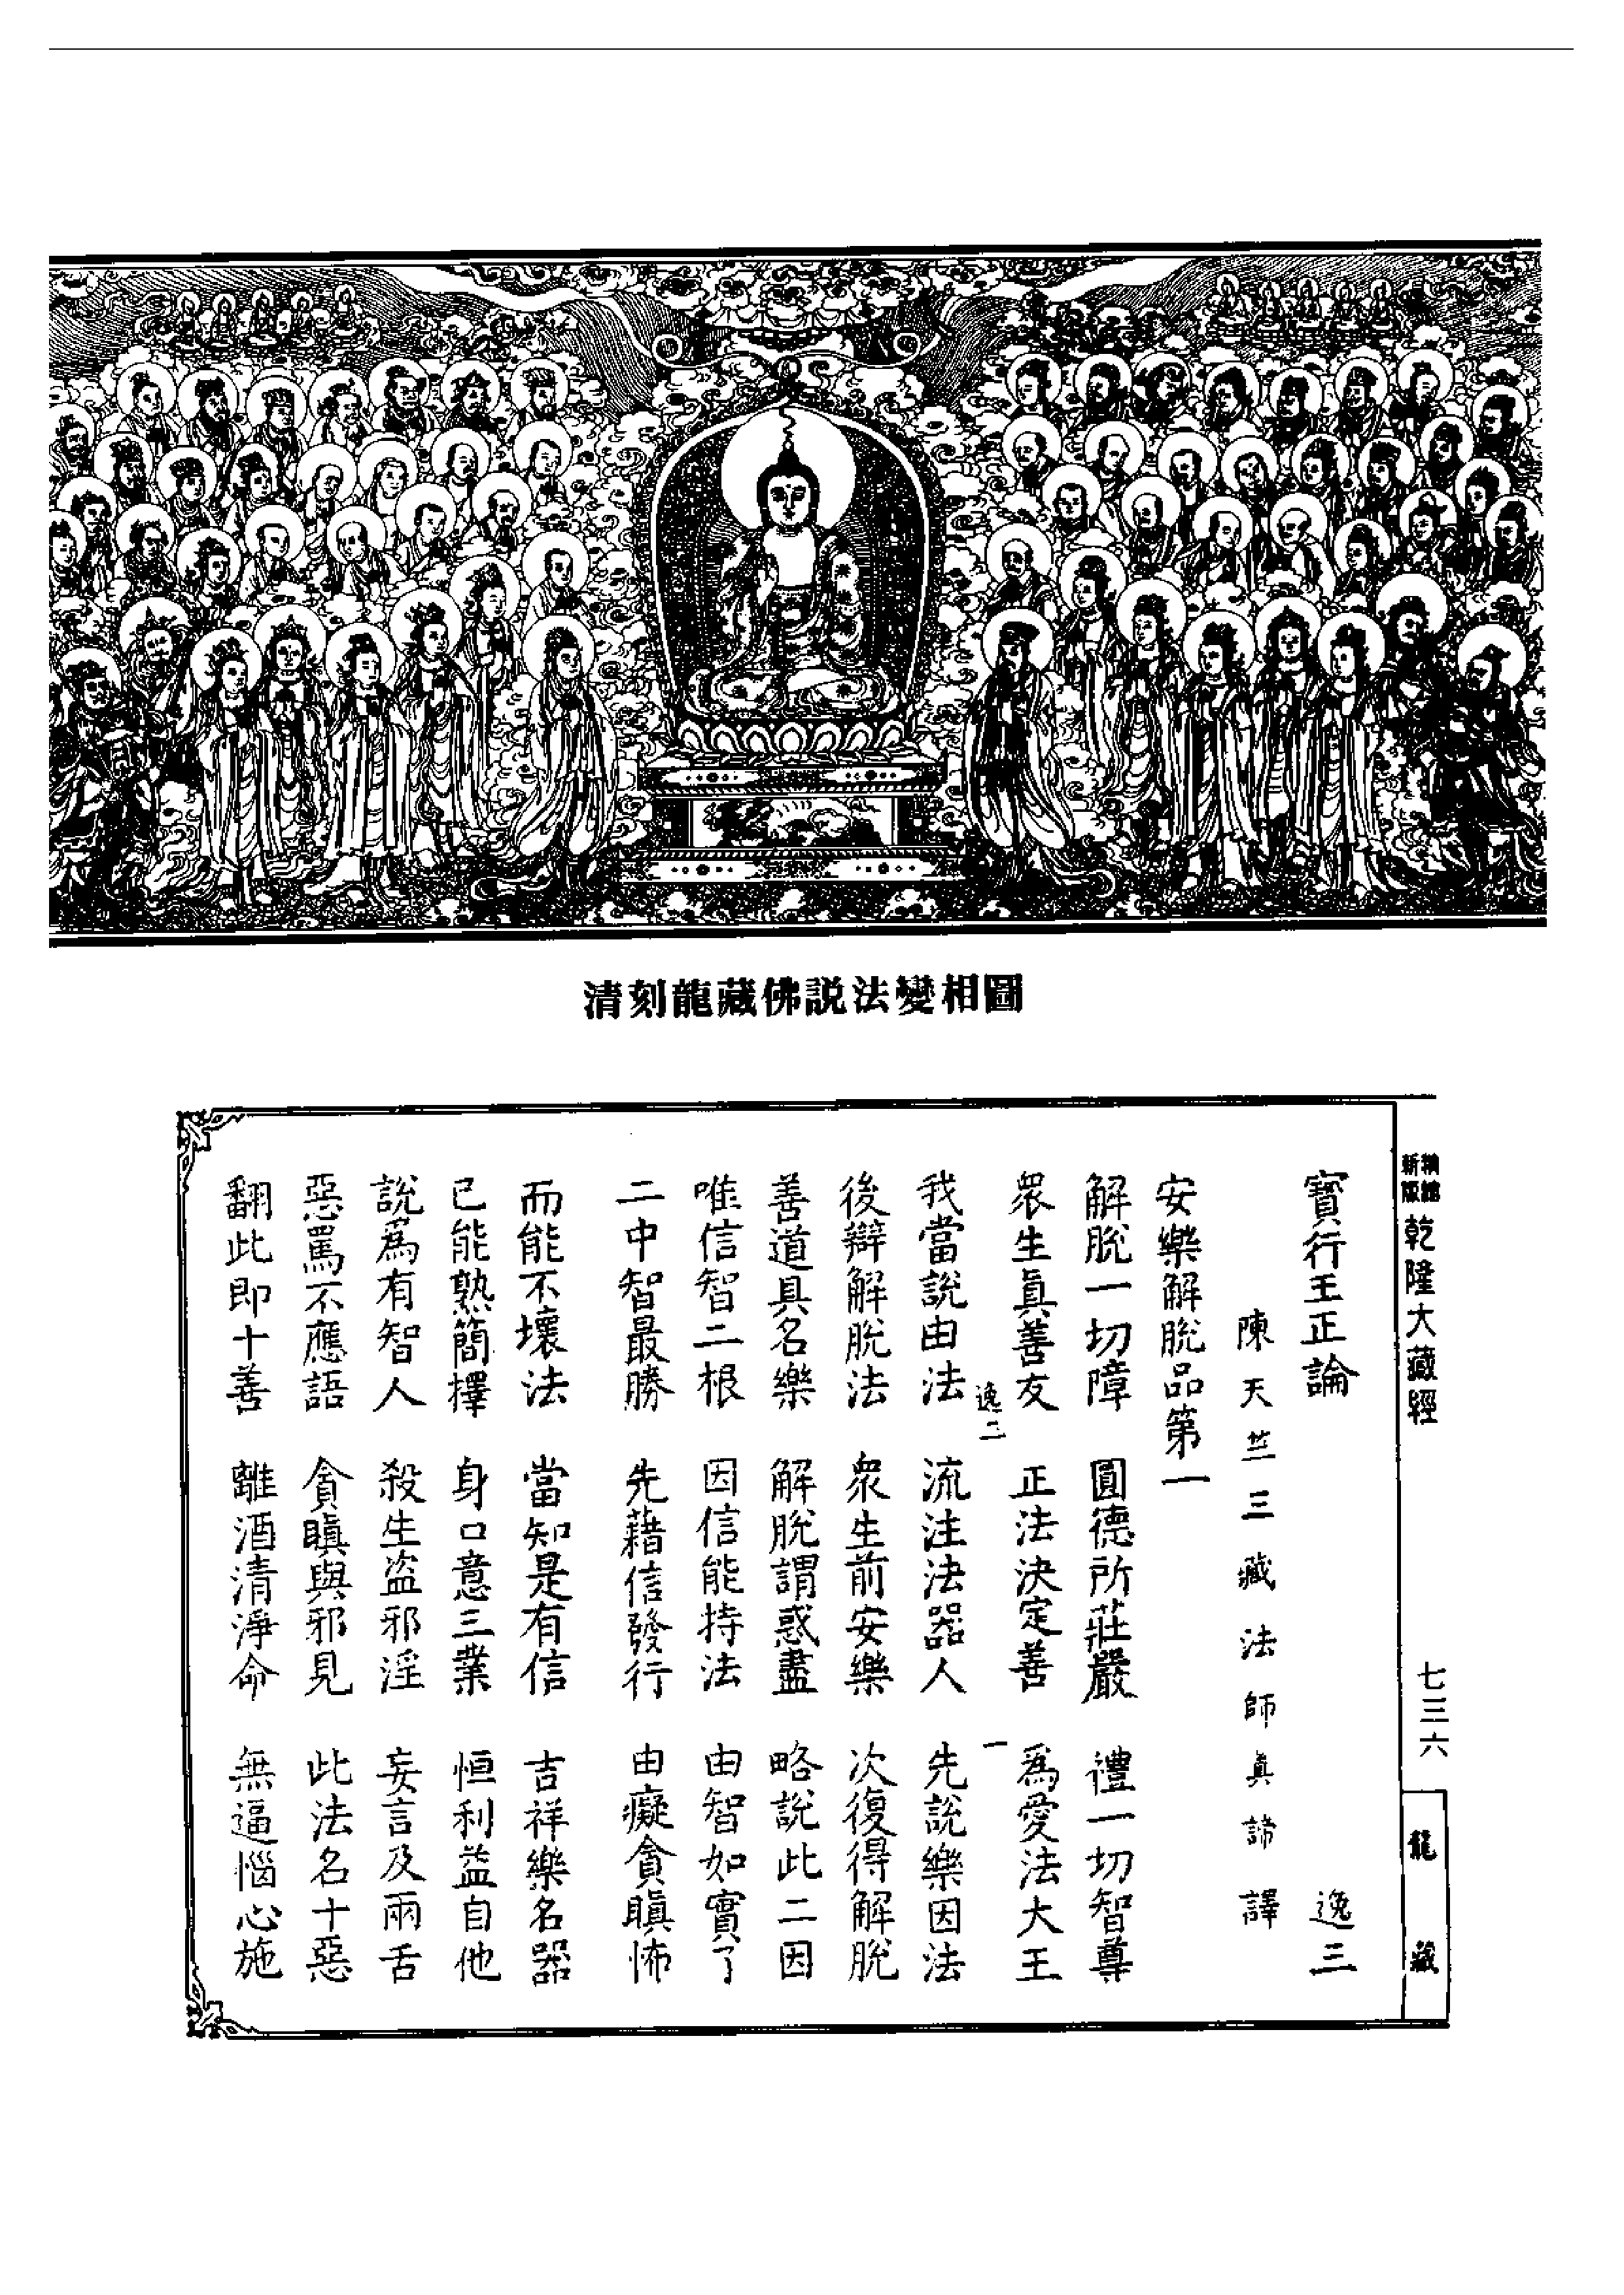 清刻龍藏佛説法變相圖
新版 精缩
乾隆大藏經
七三六
龍藏
寶行王正論 逸三
陳天竺三藏法師真諦譯
安樂解脫品第一
解脫一切障 圓德所莊嚴 禮一切智尊
眾生真善友 正法決定善 為愛法大王
逸三 一
我當說由法 流注法器人 先說樂因法
後辯解脫法 眾生前安樂 次復得解脫
善道具名樂 解脫謂惑盡 略說此二因
唯信智二根 因信能持法 由智如實了
二中智最勝 先藉信發行 由癡貪瞋怖
而能不壞法 當知是有信 吉祥樂名器
已能熟簡擇 身口意三業 恒利益自他
說為有智人 殺生盜邪淫 妄言及兩舌
惡罵不應語 貪瞋與邪見 此法名十惡
翻此即十善 離酒清淨命 無逼惱心施